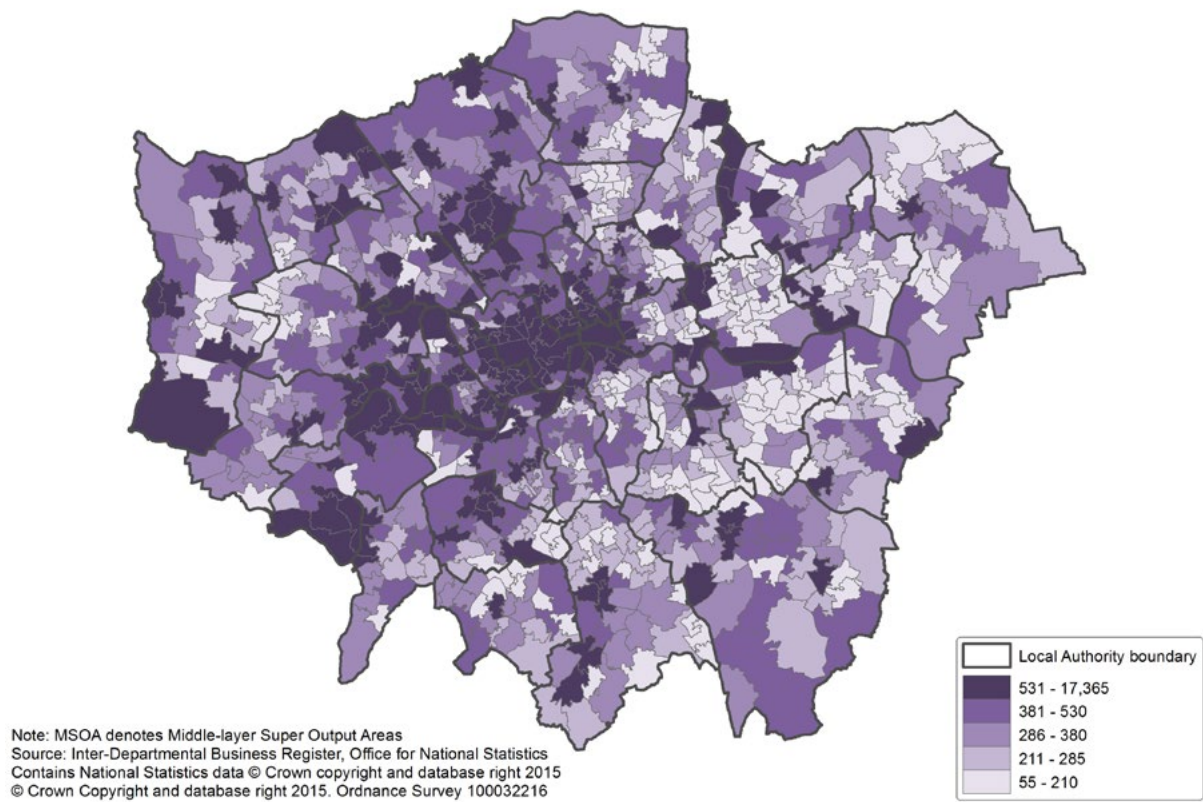 Local Authority boundary
531 - 17,365
381 - 530
286 - 380
211 - 285
55 - 210
Note: MSOA denotes Middle-layer Super Output Areas
Source: Inter-Departmental Business Register, Office for National Statistics
Contains National Statistics data © Crown copyright and database right 2015
© Crown Copyright and database right 2015. Ordnance Survey 100032216